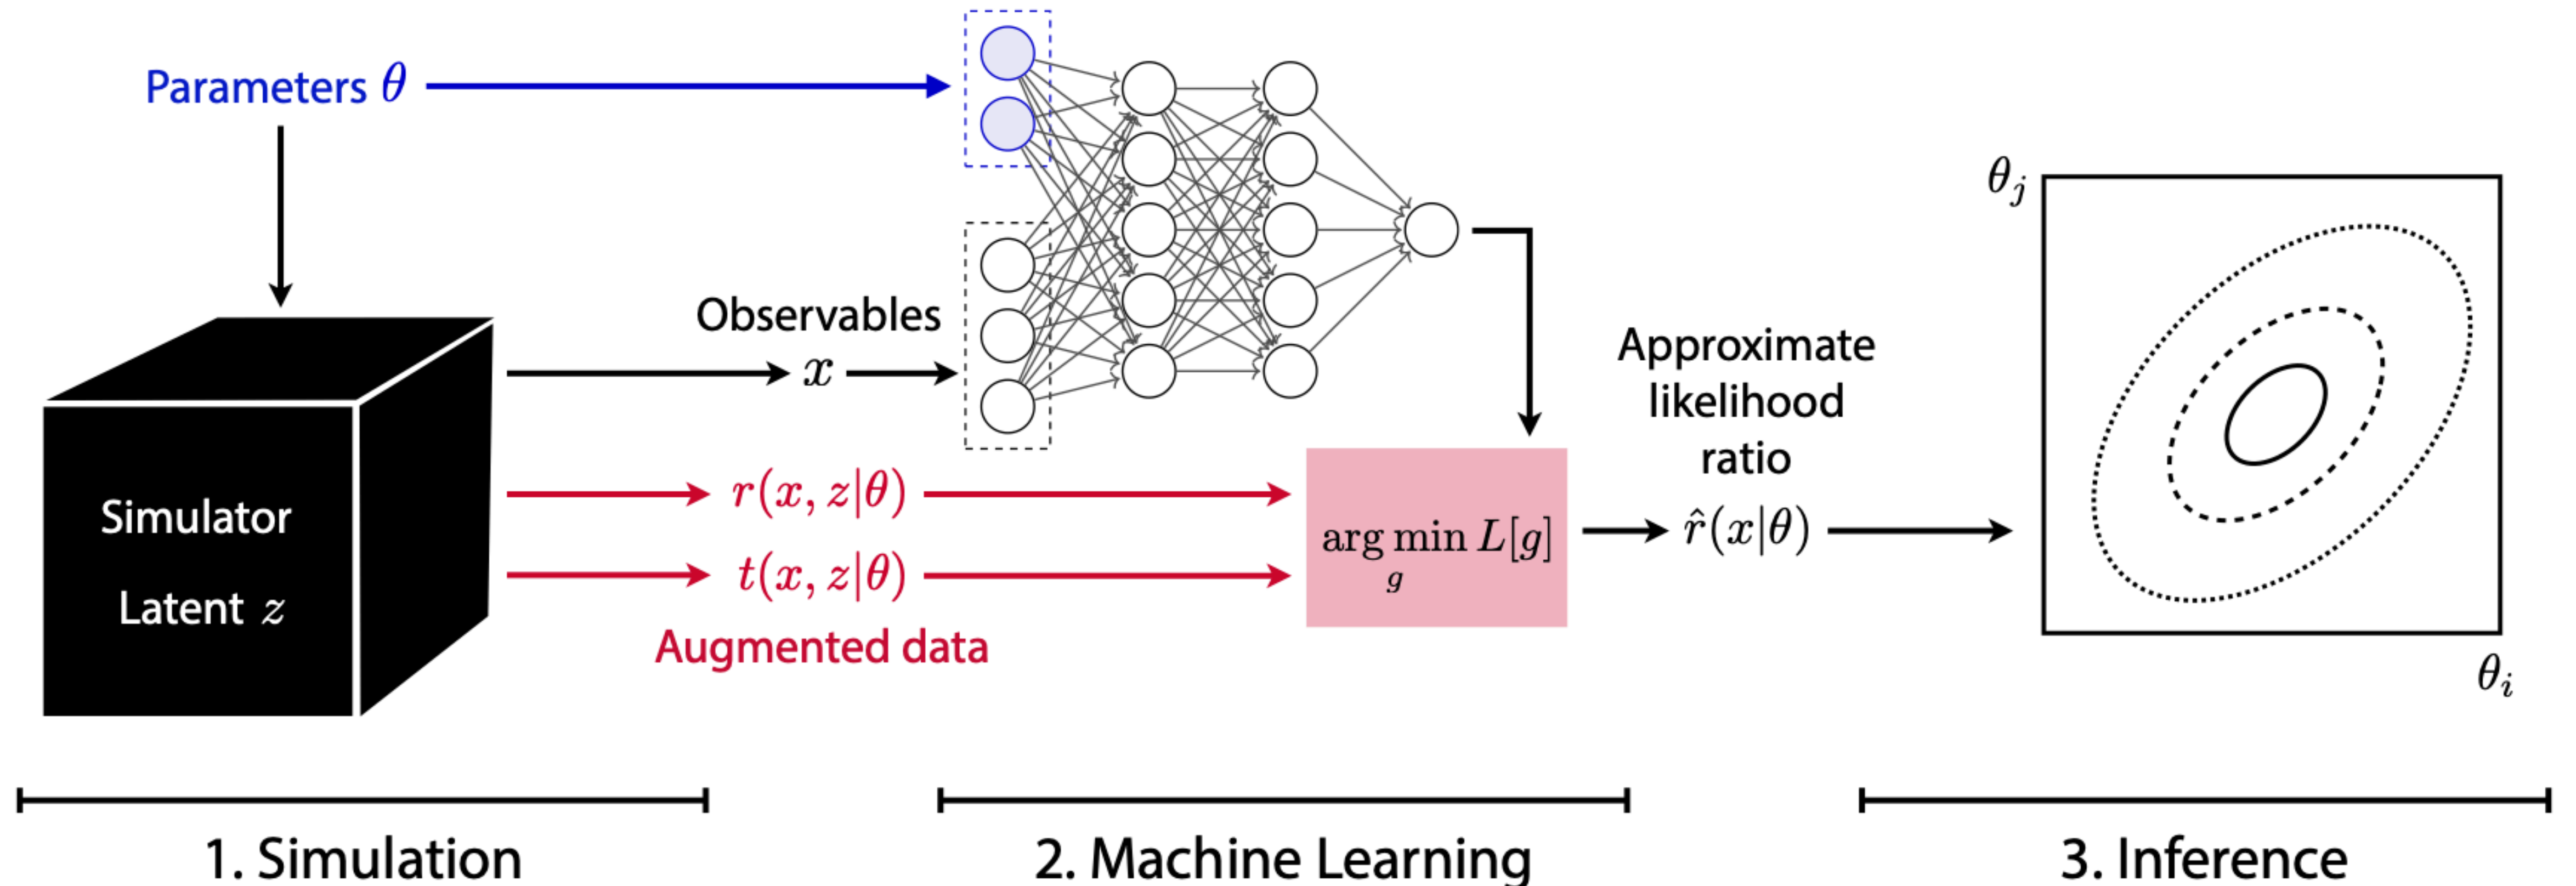 Parameters θ
Observables
x
Simulator
Latent z
r(x, z|θ)
t(x, z|θ)
Augmented data
arg min L[g]
g
Approximate
likelihood
ratio
r̂(x|θ)
θⱼ
θᵢ
1. Simulation
2. Machine Learning
3. Inference